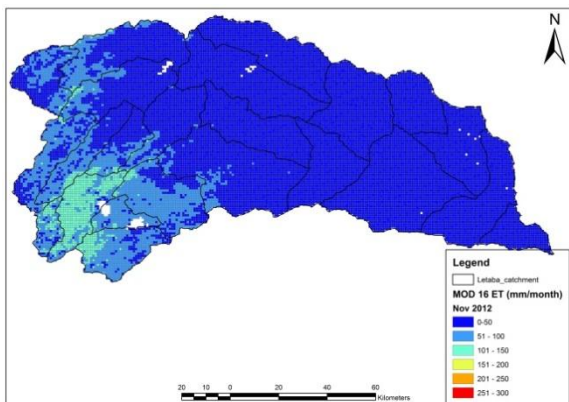 N
Legend
Letaba_catchment
MOD 16 ET (mm/month)
Nov 2012
0-50
51 - 100
101 - 150
151 - 200
201 - 250
251 - 300
20 10 0 20 40 60
Kilometers